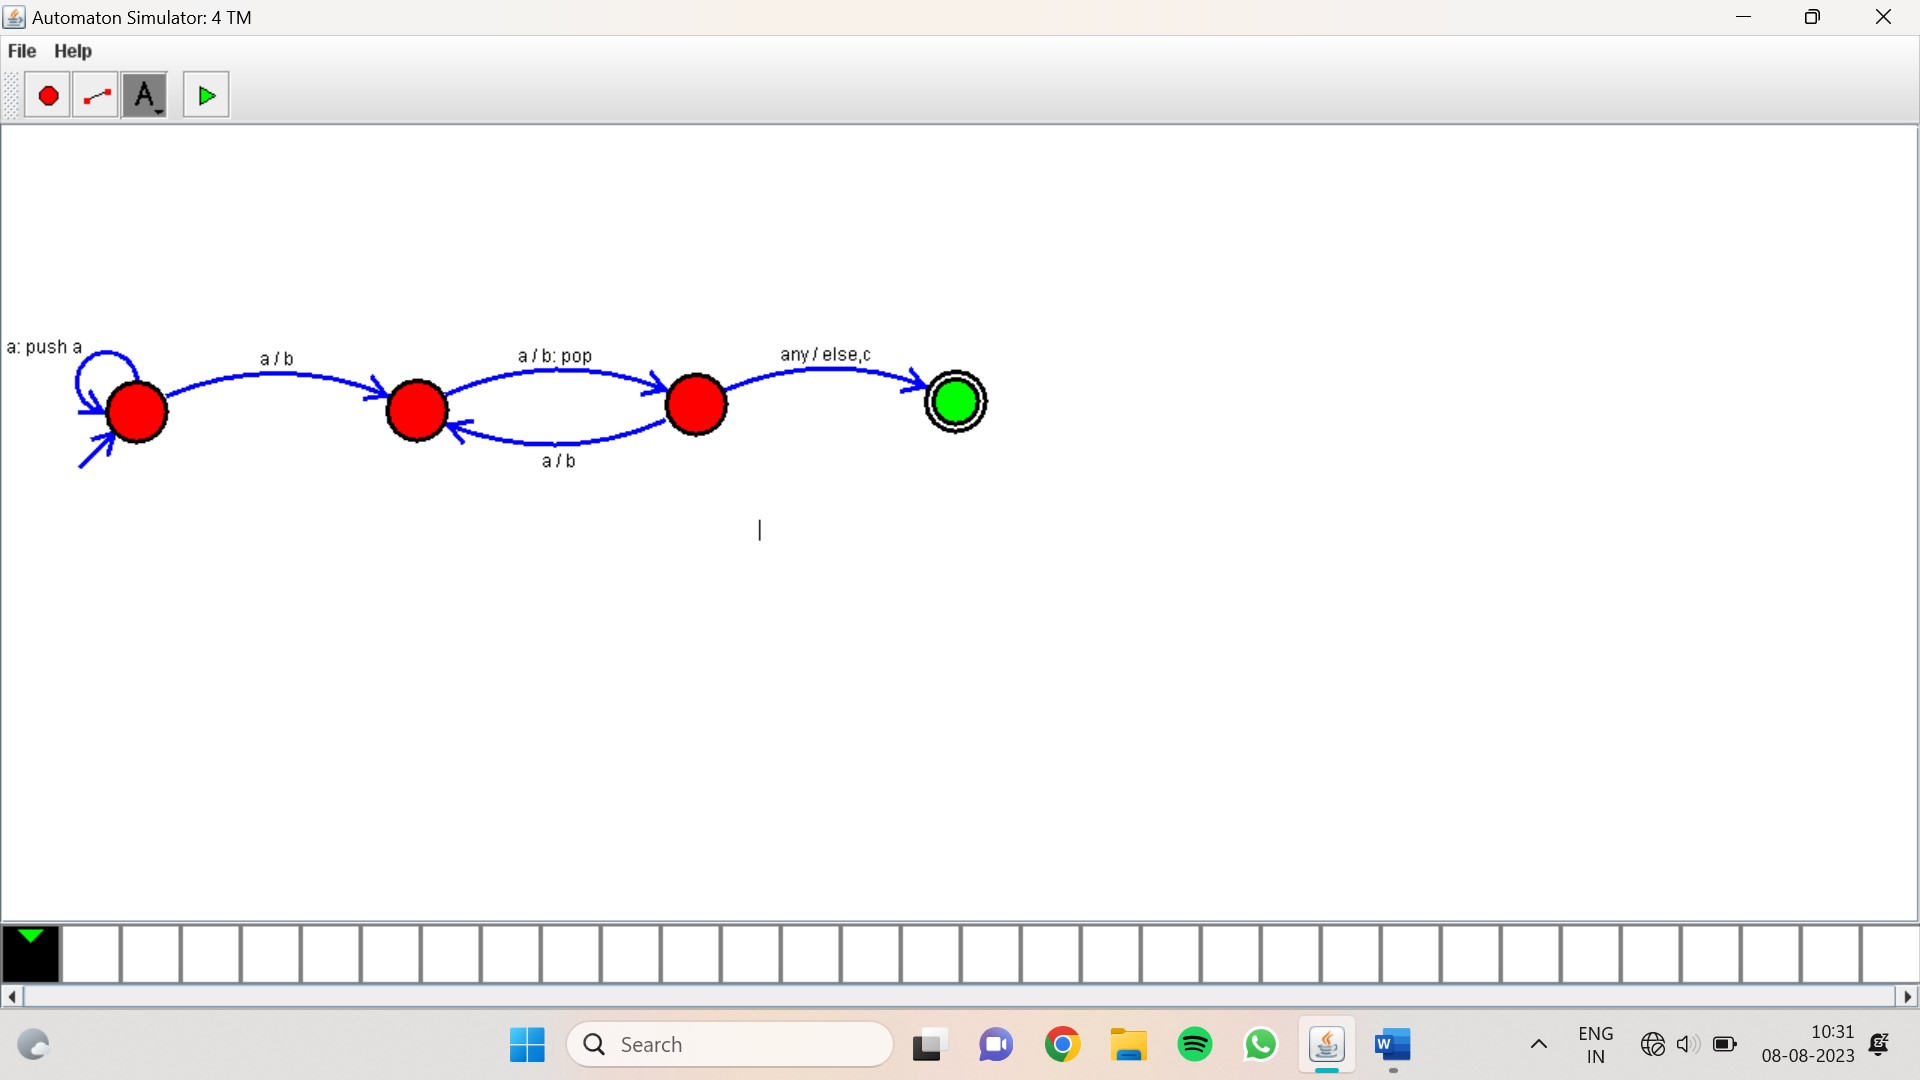 Automaton Simulator: 4 TM
File Help
A
a: push a
a / b
a / b: pop
any / else,c
a / b
Search
W
ENG
IN
10:31
08-08-2023